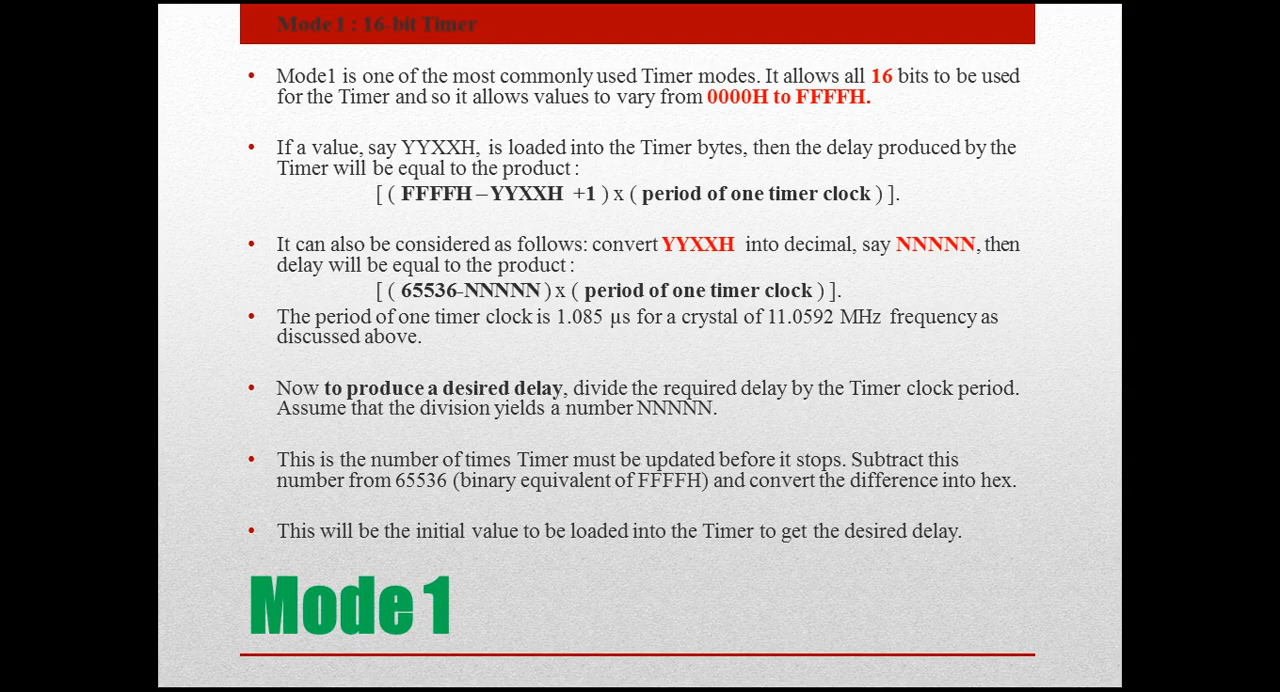 Mode1 : 16-bit Timer
• Mode1 is one of the most commonly used Timer modes. It allows all 16 bits to be used
for the Timer and so it allows values to vary from 0000H to FFFFH.
• If a value, say YYXXH, is loaded into the Timer bytes, then the delay produced by the
Timer will be equal to the product :
[ ( FFFFH – YYXXH +1 ) x ( period of one timer clock ) ].
• It can also be considered as follows: convert YYXXH into decimal, say NNNNN, then
delay will be equal to the product :
[ ( 65536-NNNNN ) x ( period of one timer clock ) ].
• The period of one timer clock is 1.085 µs for a crystal of 11.0592 MHz frequency as
discussed above.
• Now to produce a desired delay, divide the required delay by the Timer clock period.
Assume that the division yields a number NNNNN.
• This is the number of times Timer must be updated before it stops. Subtract this
number from 65536 (binary equivalent of FFFFH) and convert the difference into hex.
• This will be the initial value to be loaded into the Timer to get the desired delay.
Mode 1